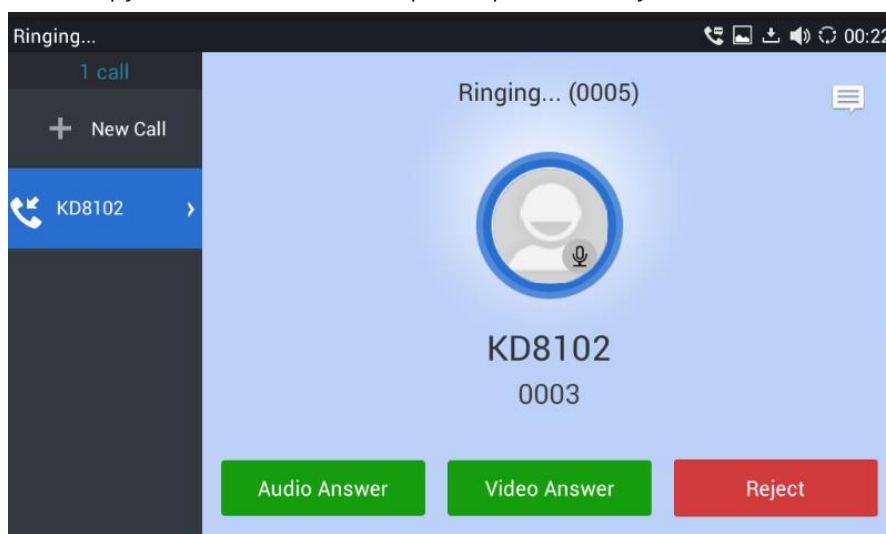 Ringing...
00:22
1 call
New Call
KD8102
Ringing... (0005)
KD8102
0003
Audio Answer
Video Answer
Reject